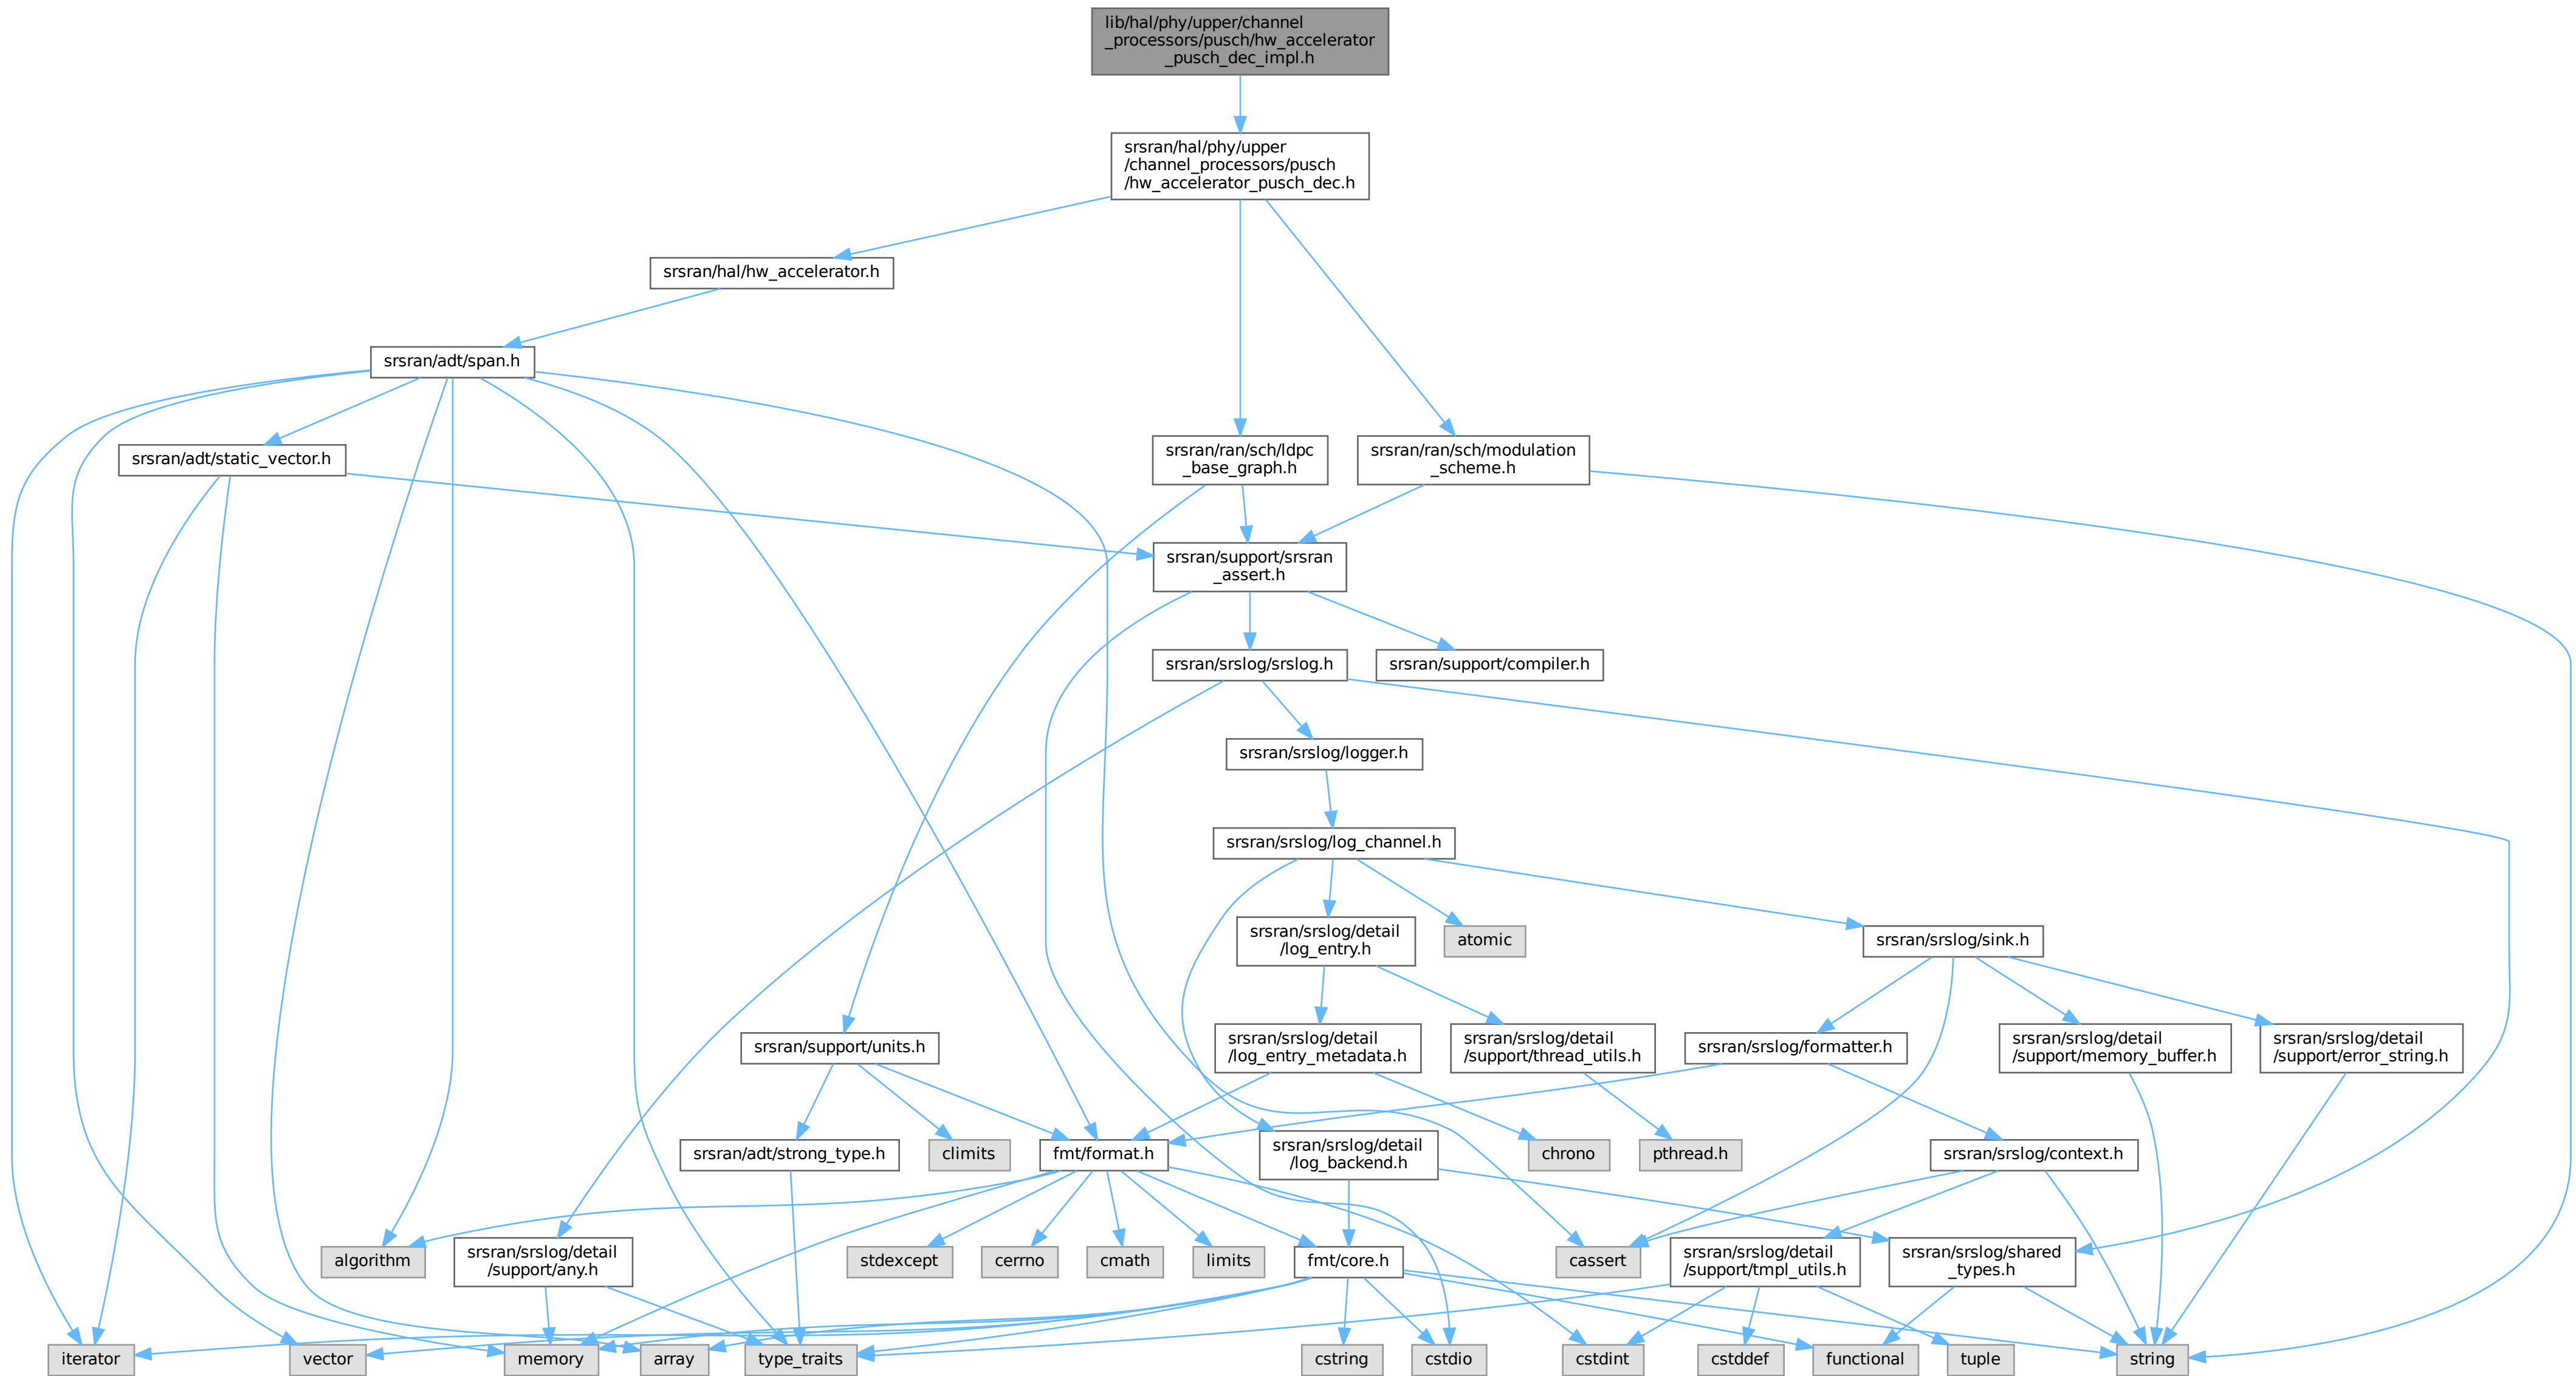 lib/hal/phy/upper/channel
_processors/pusch/hw_accelerator
_pusch_dec_impl.h
srsran/hal/phy/upper
/channel_processors/pusch
/hw_accelerator_pusch_dec.h
srsran/hal/hw_accelerator.h
srsran/adt/span.h
srsran/adt/static_vector.h
srsran/ran/sch/ldpc
_base_graph.h
srsran/ran/sch/modulation
_scheme.h
srsran/support/srsran
_assert.h
srsran/srslog/srslog.h
srsran/support/compiler.h
srsran/srslog/logger.h
srsran/srslog/log_channel.h
srsran/srslog/detail
/log_entry.h
atomic
srsran/srslog/sink.h
srsran/support/units.h
srsran/srslog/detail
/log_entry_metadata.h
srsran/srslog/detail
/support/thread_utils.h
srsran/srslog/formatter.h
srsran/srslog/detail
/support/memory_buffer.h
srsran/srslog/detail
/support/error_string.h
srsran/adt/strong_type.h
climits
fmt/format.h
srsran/srslog/detail
/log_backend.h
chrono
pthread.h
srsran/srslog/context.h
algorithm
srsran/srslog/detail
/support/any.h
stdexcept
cerrno
cmath
limits
fmt/core.h
cassert
srsran/srslog/detail
/support/tmpl_utils.h
srsran/srslog/shared
_types.h
iterator
vector
memory
array
type_traits
cstring
cstdio
cstdint
cstddef
functional
tuple
string